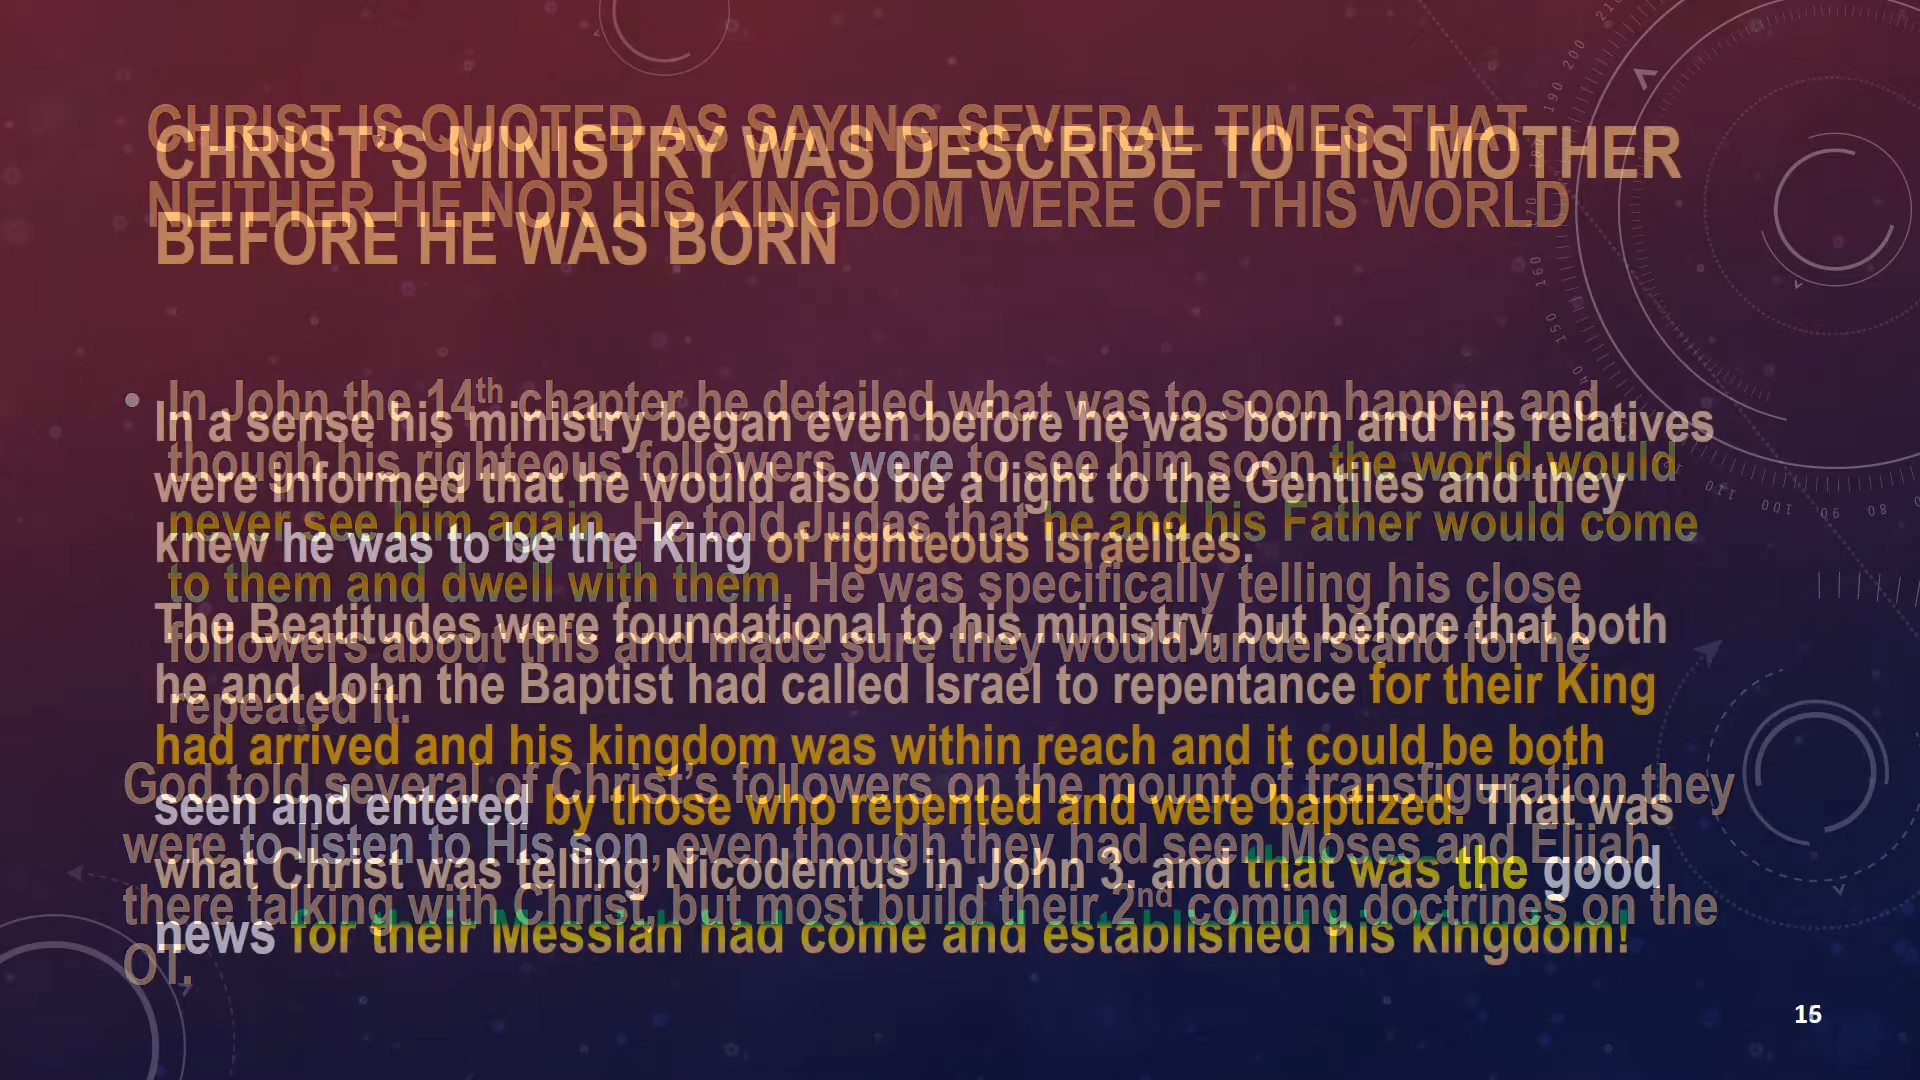 CHRIST IS QUOTED AS SAYING SEVERAL TIMES THAT
NEITHER HE NOR HIS KINGDOM WERE OF THIS WORLD
CHRIST'S MINISTRY WAS DESCRIBE TO HIS MOTHER
BEFORE HE WAS BORN
• In John the 14th chapter he detailed what was to soon happen and
though his righteous followers were to see him soon the world would
never see him again. He told Judas that he and his Father would come
to them and dwell with them. He was specifically telling his close
followers about this and made sure they would understand for he
repeated it.
God told several of Christ's followers on the mount of transfiguration they
were to listen to His son, even though they had seen Moses and Elijah
there talking with Christ, but most build their 2nd coming doctrines on the
OT.
In a sense his ministry began even before he was born and his relatives
were informed that he would also be a light to the Gentiles and they
knew he was to be the King of righteous Israelites.
The Beatitudes were foundational to his ministry, but before that both
he and John the Baptist had called Israel to repentance for their King
had arrived and his kingdom was within reach and it could be both
seen and entered by those who repented and were baptized. That was
what Christ was telling Nicodemus in John 3, and that was the good
news for their Messiah had come and established his kingdom!